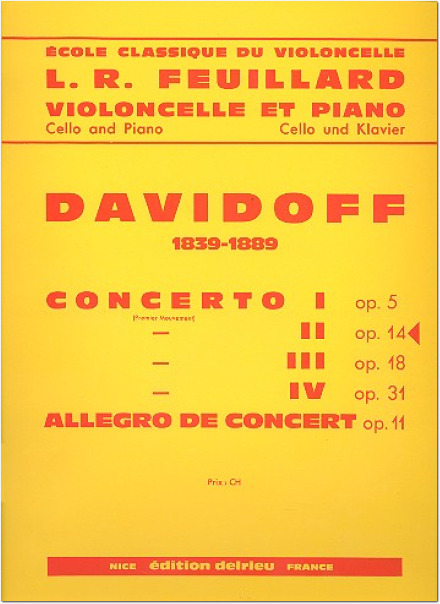 ÉCOLE CLASSIQUE DU VIOLONCELLE
L. R. FEUILLARD
VIOLONCELLE ET PIANO
Cello and Piano Cello und Klavier
DAVIDOFF
1839-1889
CONCERTO I op. 5
(Premier Mouvement)
— II op. 14
— III op. 18
— IV op. 31
ALLEGRO DE CONCERT op. 11
Prix : CH
NICE édition delrieu FRANCE